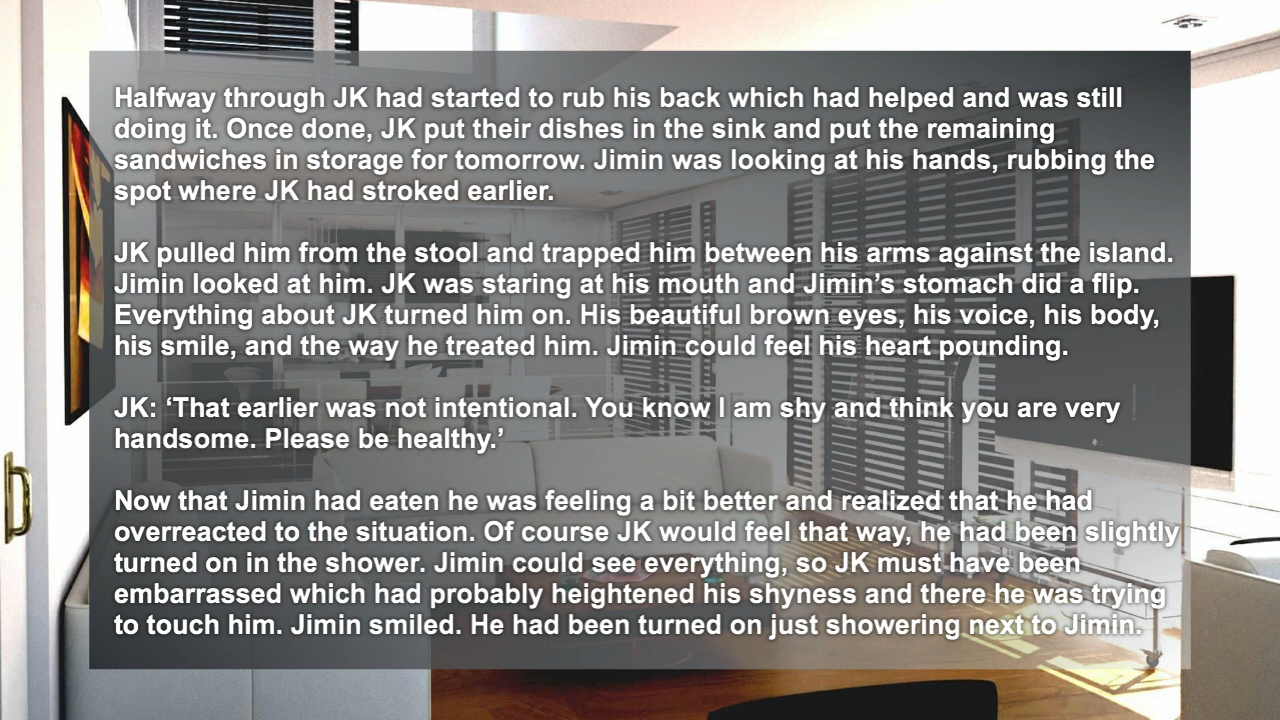 Halfway through JK had started to rub his back which had helped and was still
doing it. Once done, JK put their dishes in the sink and put the remaining
sandwiches in storage for tomorrow. Jimin was looking at his hands, rubbing the
spot where JK had stroked earlier.
JK pulled him from the stool and trapped him between his arms against the island.
Jimin looked at him. JK was staring at his mouth and Jimin’s stomach did a flip.
Everything about JK turned him on. His beautiful brown eyes, his voice, his body,
his smile, and the way he treated him. Jimin could feel his heart pounding.
JK: ‘That earlier was not intentional. You know I am shy and think you are very
handsome. Please be healthy.’
Now that Jimin had eaten he was feeling a bit better and realized that he had
overreacted to the situation. Of course JK would feel that way, he had been slightly
turned on in the shower. Jimin could see everything, so JK must have been
embarrassed which had probably heightened his shyness and there he was trying
to touch him. Jimin smiled. He had been turned on just showering next to Jimin.